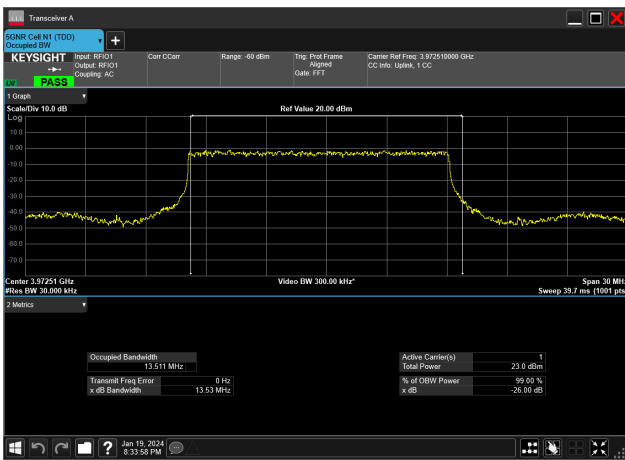 Transceiver A
5GNR Cell N1 (TDD)
Occupied BW
KEYSIGHT
Input: RFIO1
Output: RFIO1
Coupling: AC
Corr CCorr
Range: -60 dBm
Trig: Prot Frame
Aligned
Gate: FFT
Carrier Ref Freq: 3.972510000 GHz
CC Info: Uplink, 1 CC
PASS
1 Graph
Scale/Div 10.0 dB
Ref Value 20.00 dBm
Log
10.0
0.00
-10.0
-20.0
-30.0
-40.0
-50.0
-60.0
-70.0
Center 3.97251 GHz
Video BW 300.00 kHz*
Span 30 MHz
#Res BW 30.000 kHz
Sweep 39.7 ms (1001 pts
2 Metrics
Occupied Bandwidth
13.511 MHz
Transmit Freq Error 0 Hz
x dB Bandwidth 13.53 MHz
Active Carrier(s) 1
Total Power 23.0 dBm
% of OBW Power 99.00 %
x dB -26.00 dB
?
Jan 19, 2024
8:33:58 PM